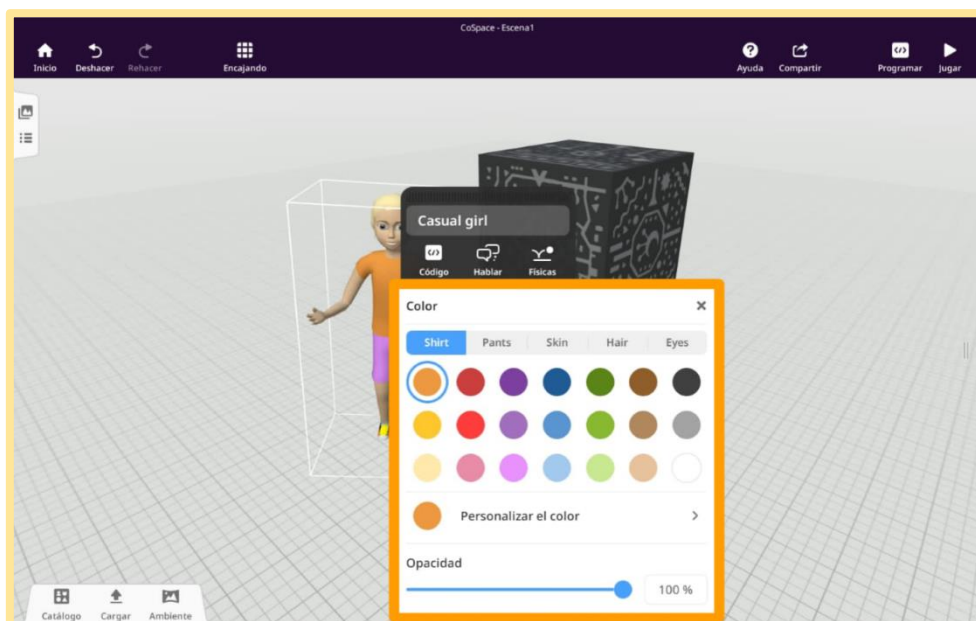 CoSpace - Escena1
Inicio Deshacer Rehacer Encajando Ayuda Compartir Programar Jugar
Casual girl
Código Hablar Físicas
Color
Shirt Pants Skin Hair Eyes
Personalizar el color
Opacidad
100 %
Catálogo Cargar Ambiente